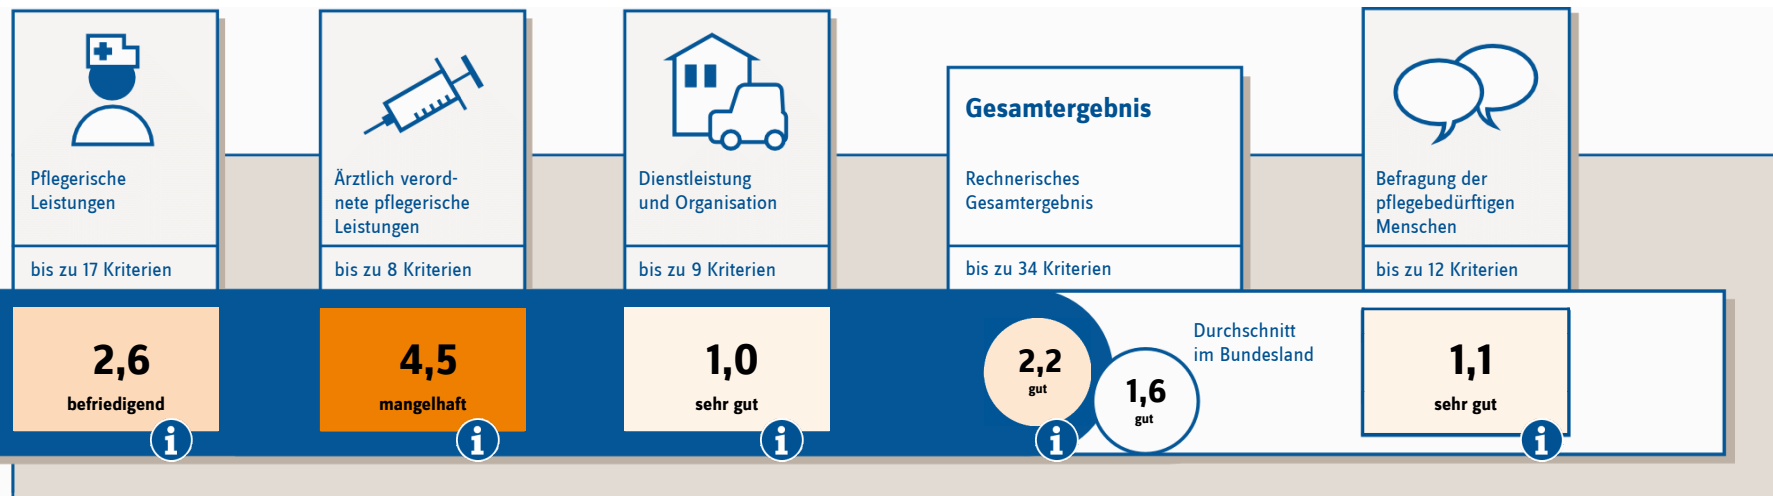 Pflegerische
Leistungen
bis zu 17 Kriterien
2,6
befriedigend
i
Ärztlich verord-
nete pflegerische
Leistungen
bis zu 8 Kriterien
4,5
mangelhaft
i
Dienstleistung
und Organisation
bis zu 9 Kriterien
1,0
sehr gut
i
Gesamtergebnis
Rechnerisches
Gesamtergebnis
bis zu 34 Kriterien
2,2
gut
i
1,6
gut
Durchschnitt
im Bundesland
Befragung der
pflegebedürftigen
Menschen
bis zu 12 Kriterien
1,1
sehr gut
i